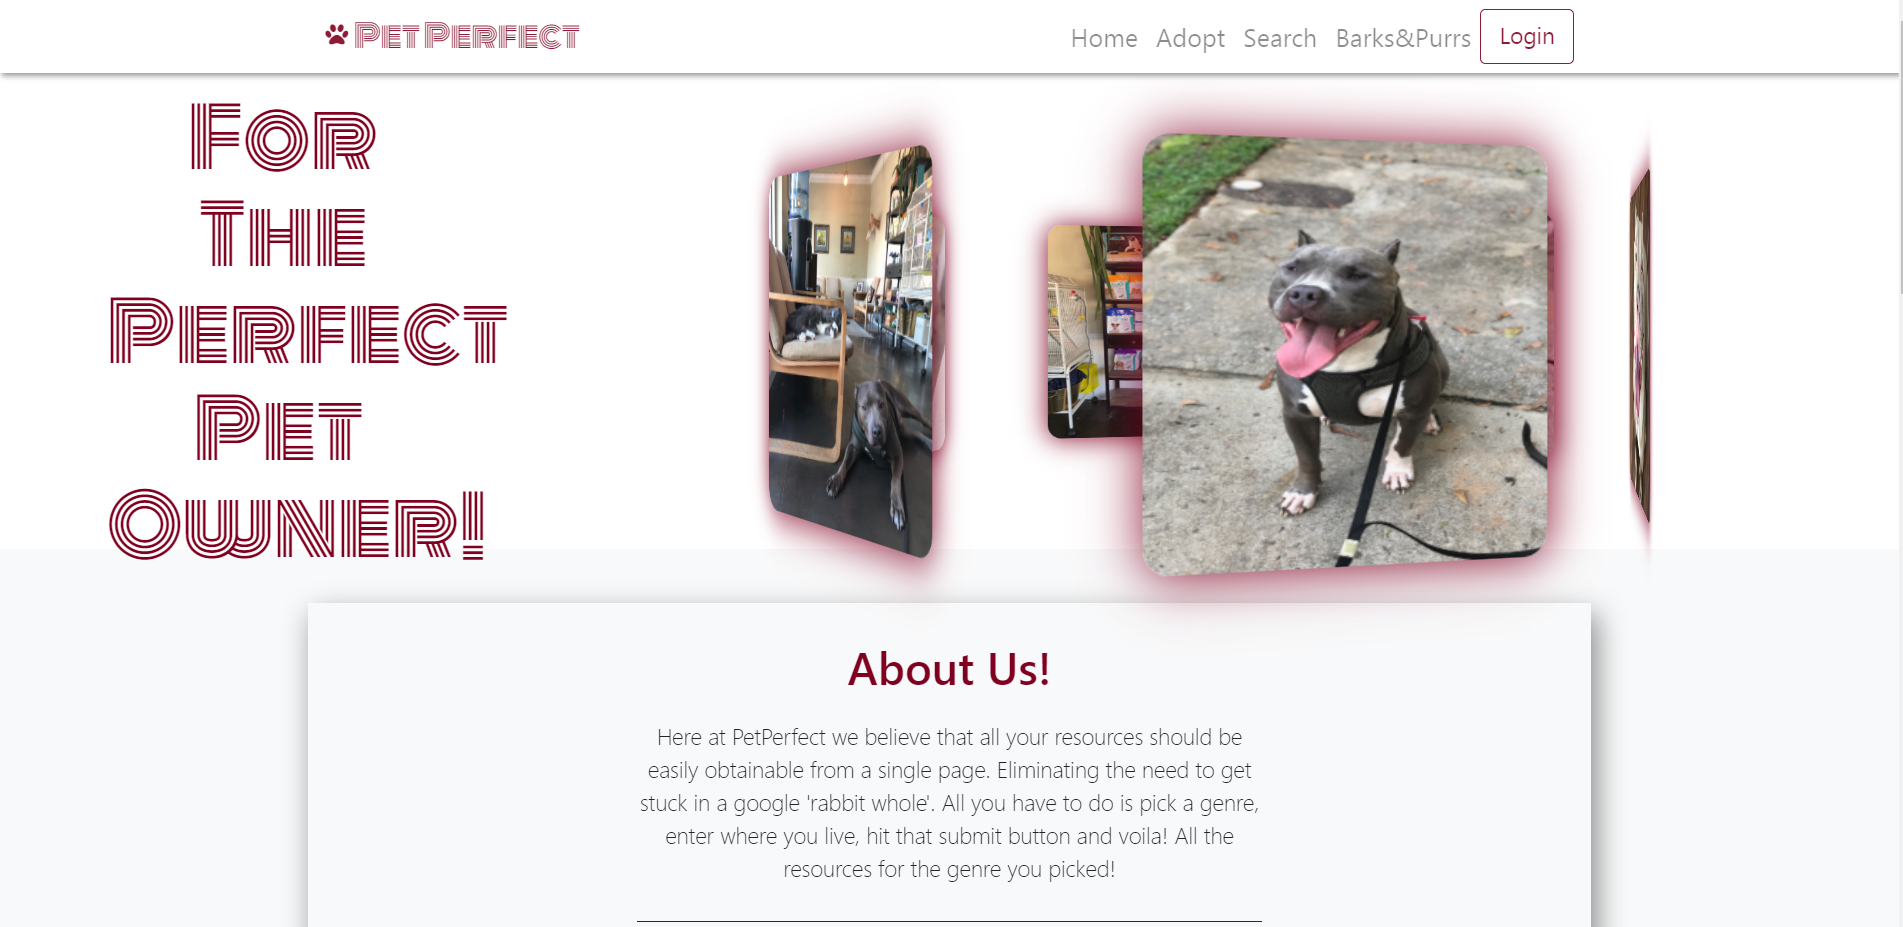 PetPerfect
Home Adopt Search Barks&Purrs Login
For
The
Perfect
Pet
Owner!
About Us!
Here at PetPerfect we believe that all your resources should be
easily obtainable from a single page. Eliminating the need to get
stuck in a google 'rabbit whole'. All you have to do is pick a genre,
enter where you live, hit that submit button and voila! All the
resources for the genre you picked!